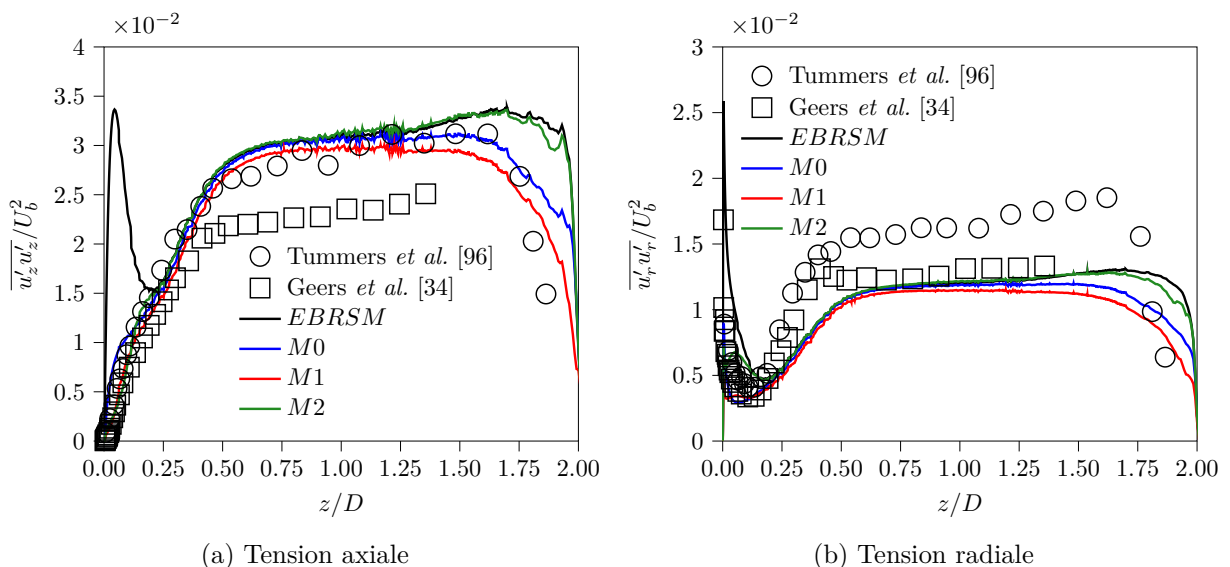 ×10⁻²
4
3.5
3
2.5
2
1.5
1
0.5
0
0.00 0.25 0.50 0.75 1.00 1.25 1.50 1.75 2.00
z/D
u′_z u′_z/U_b²
Tummers et al. [96]
Geers et al. [34]
EBRSM
M0
M1
M2
(a) Tension axiale
×10⁻²
3
2.5
2
1.5
1
0.5
0
0.00 0.25 0.50 0.75 1.00 1.25 1.50 1.75 2.00
z/D
u′_r u′_r/U_b²
Tummers et al. [96]
Geers et al. [34]
EBRSM
M0
M1
M2
(b) Tension radiale